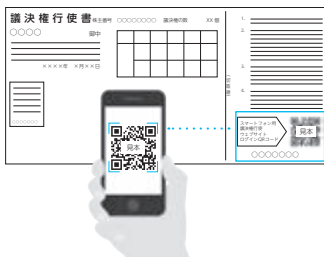 議決権行使書 株主番号 ○○○○○○○○ 議決権の数 XX 個
○○○○ 御中
××××年 ×月××日
○○○○○○
1.
2.
3.
4.
スマートフォン用
議決権行使
ウェブサイト
ログインQRコード
見本
○○○○○○○
見本